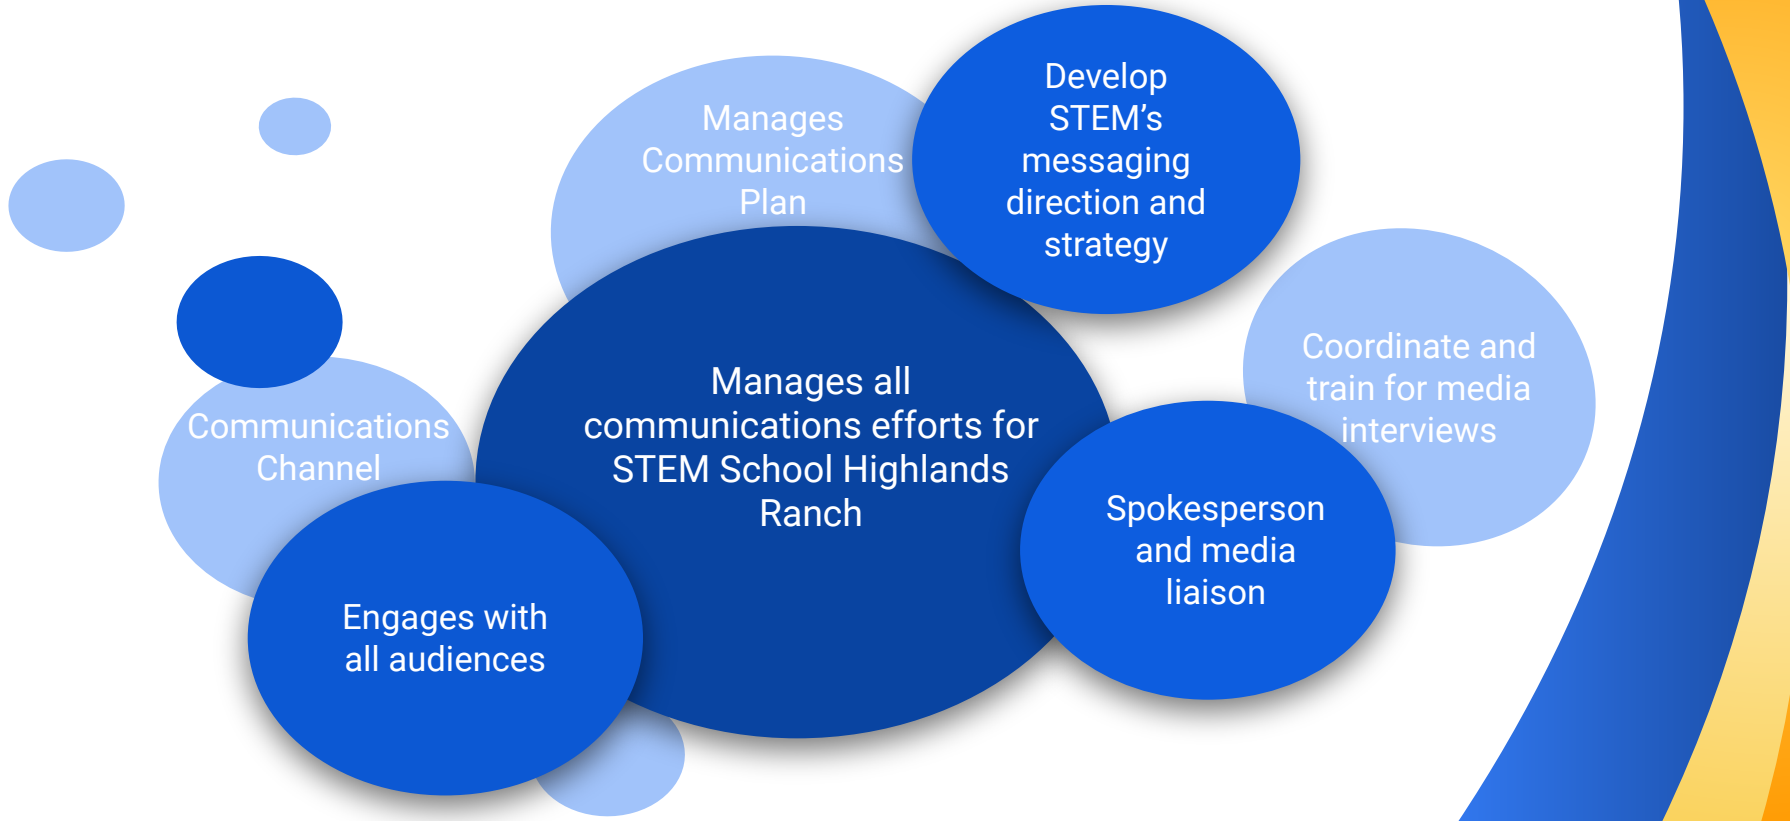 Manages
Communications
Plan
Develop
STEM’s
messaging
direction and
strategy
Coordinate and
train for media
interviews
Manages all
communications efforts for
STEM School Highlands
Ranch
Communications
Channel
Spokesperson
and media
liaison
Engages with
all audiences